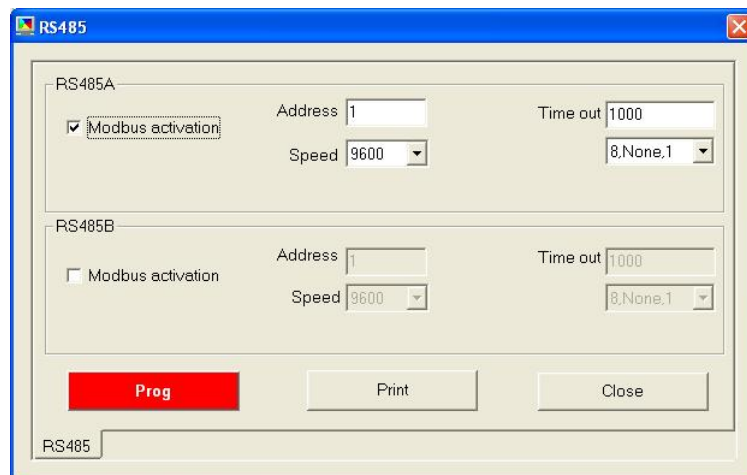 RS485
RS485A
Modbus activation
Address 1
Time out 1000
Speed 9600
8,None,1
RS485B
Modbus activation
Address 1
Time out 1000
Speed 9600
8,None,1
Prog
Print
Close
RS485